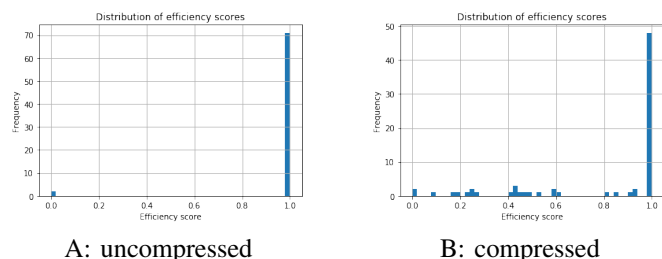 Distribution of efficiency scores
70
60
50
40
30
20
10
0
Frequency
0.0 0.2 0.4 0.6 0.8 1.0
Efficiency score
A: uncompressed
Distribution of efficiency scores
50
40
30
20
10
0
Frequency
0.0 0.2 0.4 0.6 0.8 1.0
Efficiency score
B: compressed